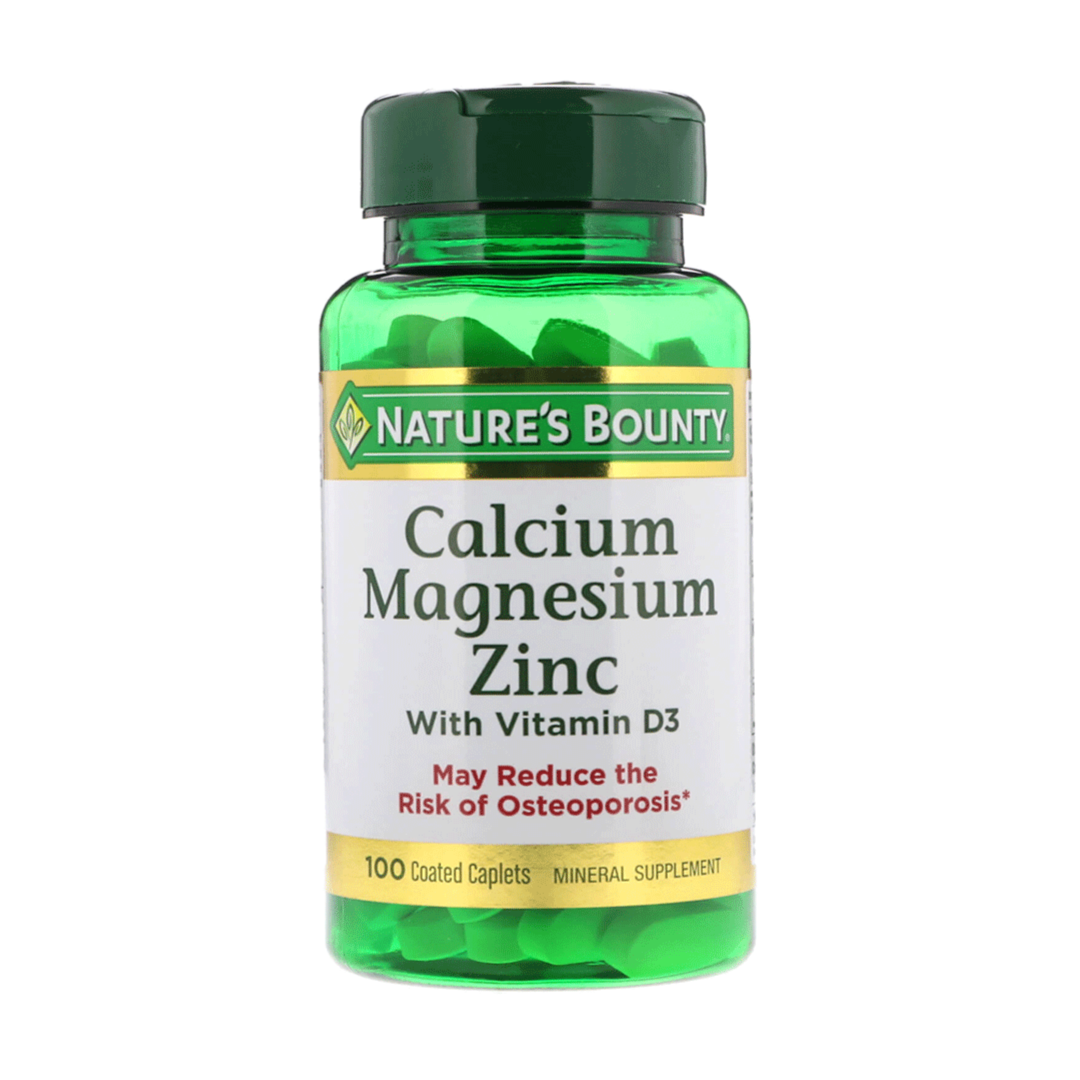 NATURE'S BOUNTY®
Calcium
Magnesium
Zinc
With Vitamin D3
May Reduce the
Risk of Osteoporosis*
100 Coated Caplets MINERAL SUPPLEMENT